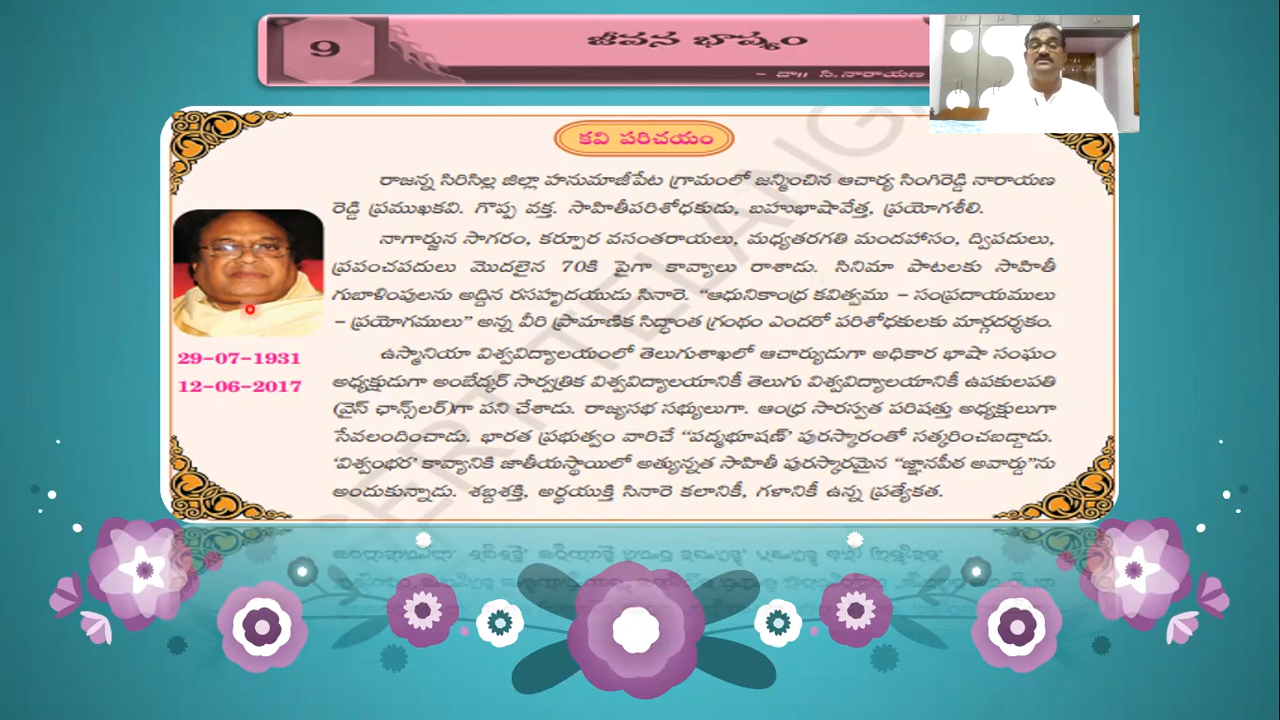 9
జీవన భాష్యం
- డా॥ సి.నారాయణ
కవి పరిచయం
రాజన్న సిరిసిల్ల జిల్లా హనుమాజీపేట గ్రామంలో జన్మించిన ఆచార్య సింగిరెడ్డి నారాయణ
రెడ్డి ప్రముఖకవి. గొప్ప వక్త. సాహితీపరిశోధకుడు, బహుభాషావేత్త, ప్రయోగశీలి.
నాగార్జున సాగరం, కర్పూర వసంతరాయలు, మధ్యతరగతి మందహాసం, ద్విపదులు,
ప్రపంచపదులు మొదలైన 70కి పైగా కావ్యాలు రాశాడు. సినిమా పాటలకు సాహితీ
గుబాళింపులను అద్దిన రసహృదయుడు సినారె. "ఆధునికాంధ్ర కవిత్వము - సంప్రదాయములు
- ప్రయోగములు" అన్న వీరి ప్రామాణిక సిద్ధాంత గ్రంథం ఎందరో పరిశోధకులకు మార్గదర్శకం.
29-07-1931
12-06-2017
ఉస్మానియా విశ్వవిద్యాలయంలో తెలుగుశాఖలో ఆచార్యుడుగా అధికార భాషా సంఘం
అధ్యక్షుడుగా అంబేద్కర్ సార్వత్రిక విశ్వవిద్యాలయానికీ తెలుగు విశ్వవిద్యాలయానికీ ఉపకులపతి
(వైస్ ఛాన్స్‌లర్)గా పని చేశాడు. రాజ్యసభ సభ్యులుగా. ఆంధ్ర సారస్వత పరిషత్తు అధ్యక్షులుగా
సేవలందించాడు. భారత ప్రభుత్వం వారిచే "పద్మభూషణ్' పురస్కారంతో సత్కరించబడ్డాడు.
'విశ్వంభర' కావ్యానికి జాతీయస్థాయిలో అత్యున్నత సాహితీ పురస్కారమైన "జ్ఞానపీఠ అవార్డు"ను
అందుకున్నాడు. శబ్దశక్తి, అర్థయుక్తి సినారె కలానికీ, గళానికీ ఉన్న ప్రత్యేకత.